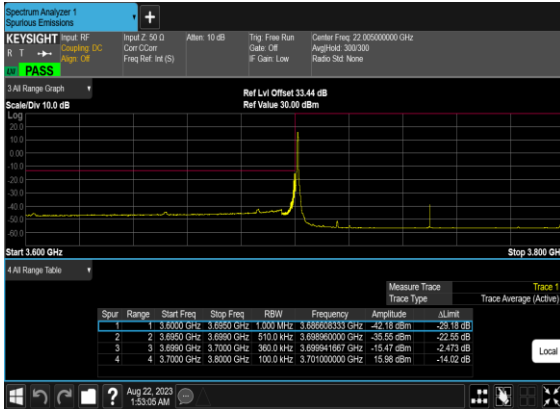 Spectrum Analyzer 1
Spurious Emissions
+
KEYSIGHT Input: RF Input Z: 50 Ω Atten: 10 dB Trig: Free Run Center Freq: 22.005000000 GHz
R T Coupling: DC Corr CCorr Gate: Off Avg|Hold: 300/300
Align: Off Freq Ref: Int (S) IF Gain: Low Radio Std: None
PASS
3 All Range Graph
Ref Lvl Offset 33.44 dB
Scale/Div 10.0 dB Ref Value 30.00 dBm
Log
20.0
10.0
0.00
-10.0
-20.0
-30.0
-40.0
-50.0
-60.0
Start 3.600 GHz Stop 3.800 GH
4 All Range Table
Measure Trace Trace 1
Trace Type Trace Average (Active)
Spur Range Start Freq Stop Freq RBW Frequency Amplitude ΔLimit
1 1 3.6000 GHz 3.6950 GHz 1.000 MHz 3.686608333 GHz -42.18 dBm -29.18 dB
2 2 3.6950 GHz 3.6990 GHz 510.0 kHz 3.698960000 GHz -35.55 dBm -22.55 dB
3 3 3.6990 GHz 3.7000 GHz 360.0 kHz 3.699941667 GHz -15.47 dBm -2.473 dB
4 4 3.7000 GHz 3.8000 GHz 100.0 kHz 3.701000000 GHz 15.98 dBm -14.02 dB
Local
?
Aug 22, 2023
1:53:05 AM